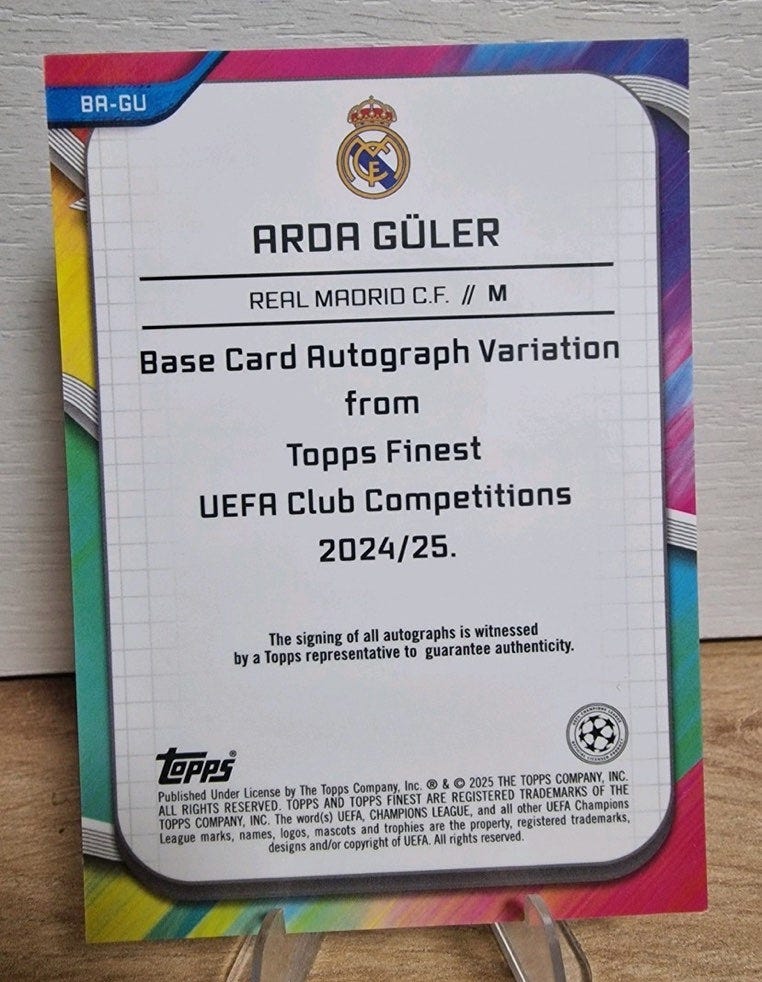 BA-GU
ARDA GÜLER
REAL MADRID C.F. // M
Base Card Autograph Variation
from
Topps Finest
UEFA Club Competitions
2024/25.
The signing of all autographs is witnessed
by a Topps representative to guarantee authenticity.
Topps®
Published Under License by The Topps Company, Inc. ® & © 2025 THE TOPPS COMPANY, INC.
ALL RIGHTS RESERVED. TOPPS AND TOPPS FINEST ARE REGISTERED TRADEMARKS OF THE
TOPPS COMPANY, INC. The word(s) UEFA, CHAMPIONS LEAGUE, and all other UEFA Champions
League marks, names, logos, mascots and trophies are the property, registered trademarks,
designs and/or copyright of UEFA. All rights reserved.